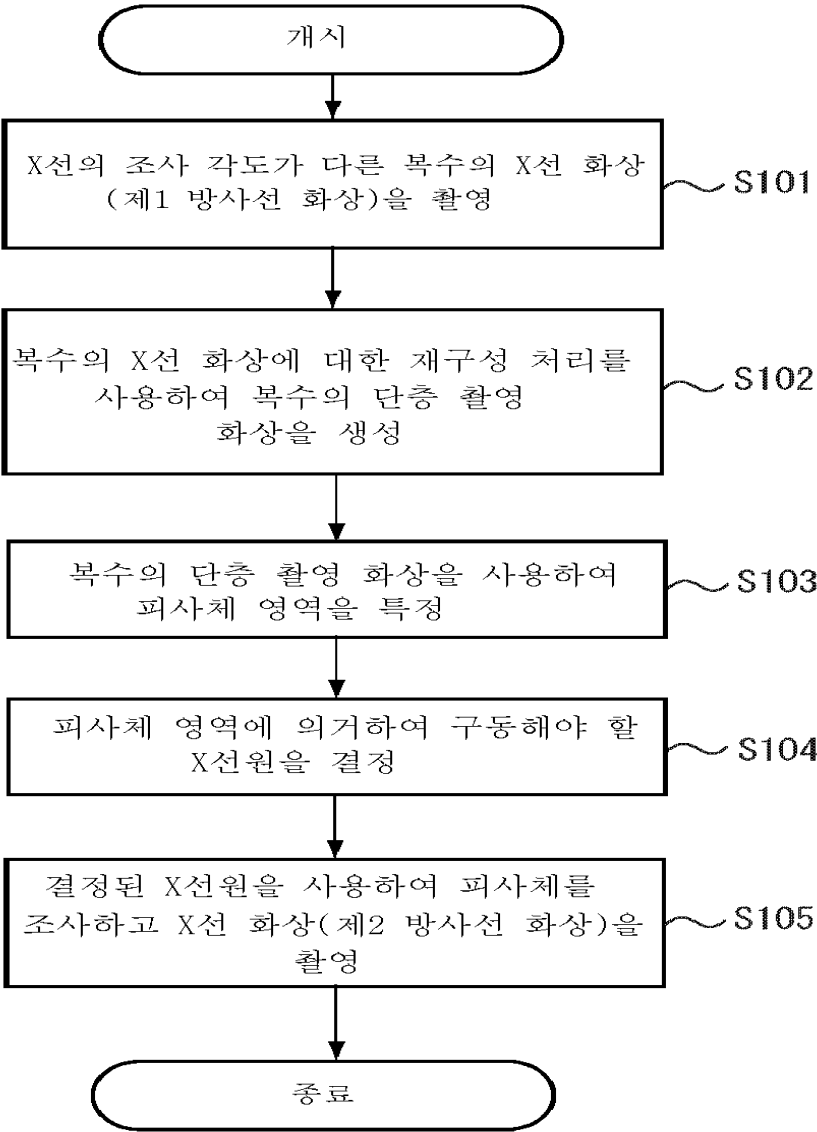 개시
X선의 조사 각도가 다른 복수의 X선 화상
(제1 방사선 화상)을 촬영
S101
복수의 X선 화상에 대한 재구성 처리를
사용하여 복수의 단층 촬영
화상을 생성
S102
복수의 단층 촬영 화상을 사용하여
피사체 영역을 특정
S103
피사체 영역에 의거하여 구동해야 할
X선원을 결정
S104
결정된 X선원을 사용하여 피사체를
조사하고 X선 화상(제2 방사선 화상)을
촬영
S105
종료